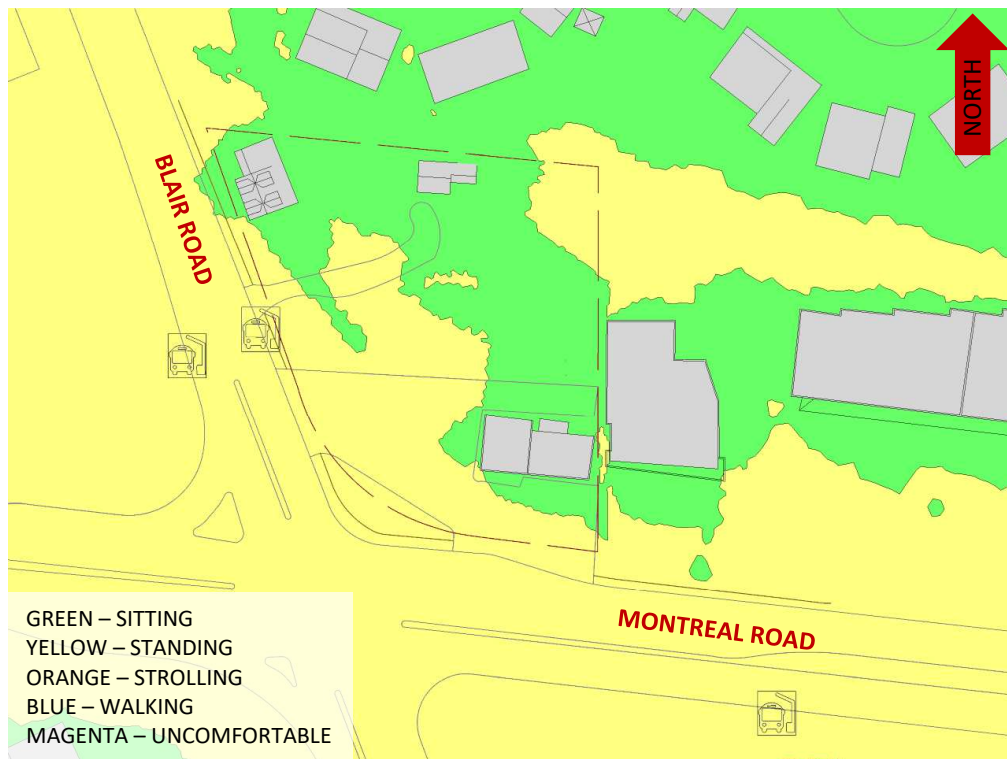 NORTH
BLAIR ROAD
MONTREAL ROAD
GREEN – SITTING
YELLOW – STANDING
ORANGE – STROLLING
BLUE – WALKING
MAGENTA – UNCOMFORTABLE